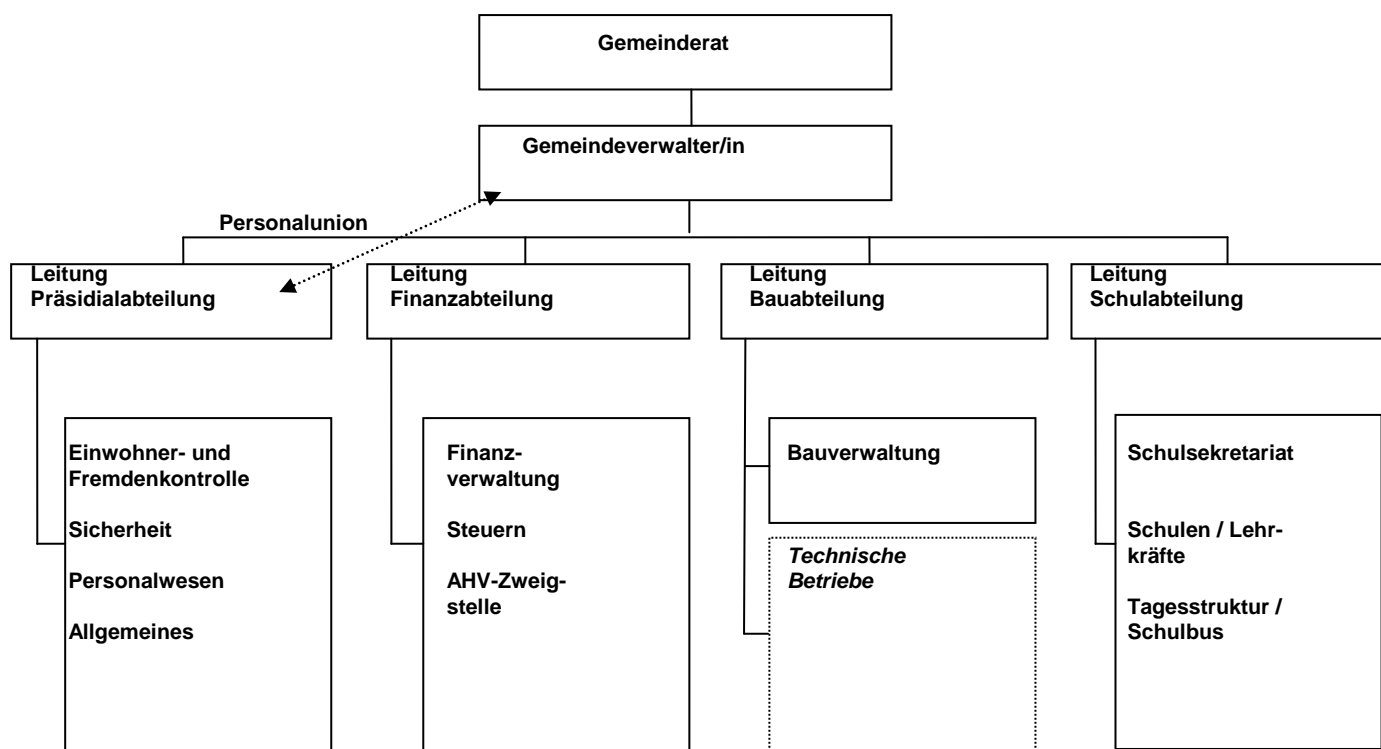 Gemeinderat
Gemeindeverwalter/in
Personalunion
Leitung
Präsidialabteilung
Leitung
Finanzabteilung
Leitung
Bauabteilung
Leitung
Schulabteilung
Einwohner- und
Fremdenkontrolle
Sicherheit
Personalwesen
Allgemeines
Finanz-
verwaltung
Steuern
AHV-Zweig-
stelle
Bauverwaltung
Technische
Betriebe
Schulsekretariat
Schulen / Lehr-
kräfte
Tagesstruktur /
Schulbus